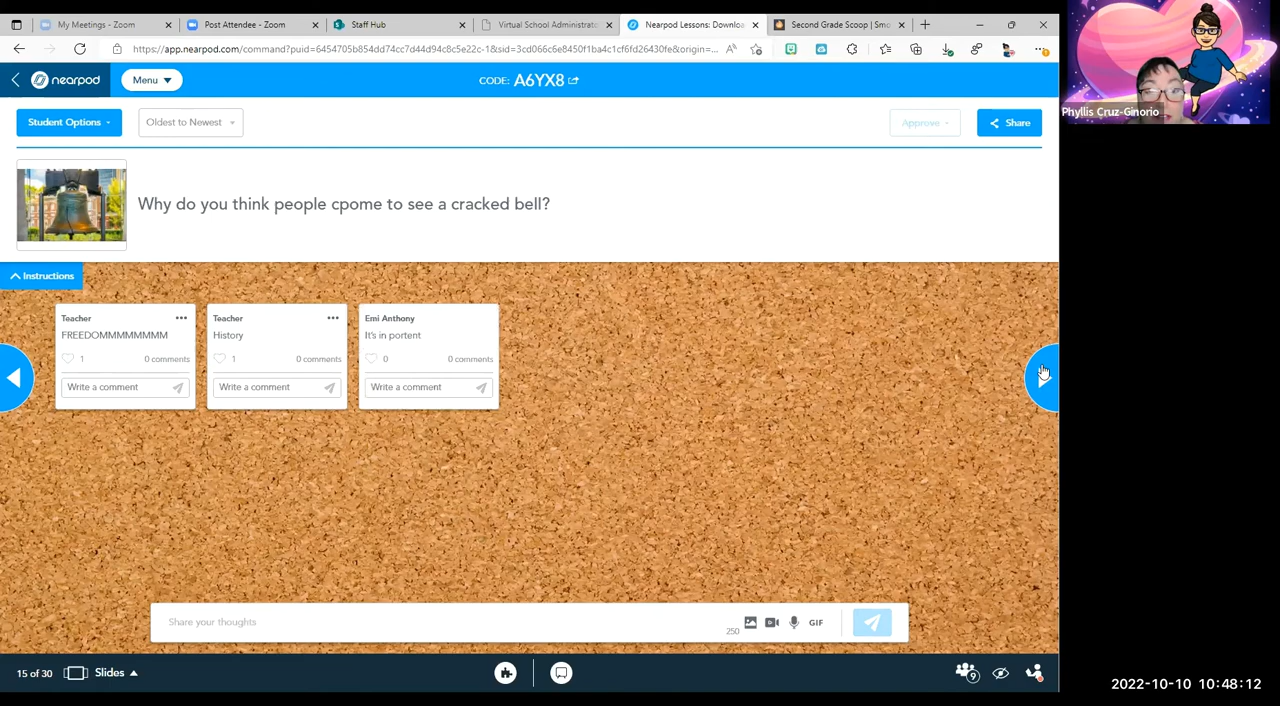 My Meetings - Zoom
Post Attendee - Zoom
Staff Hub
Virtual School Administrato
Nearpod Lessons: Downloa
Second Grade Scoop | Smo
https://app.nearpod.com/command?puid=6454705b854dd74cc7d44d94c8c5e22c-1&sid=3cd066c6e8450f1ba4c1cf6fd26430fe&origin=...
nearpod
Menu
CODE: A6YX8
Phyllis Cruz-Ginorio
Student Options
Oldest to Newest
Approve
Share
Why do you think people cpome to see a cracked bell?
Instructions
Teacher
FREEDOMMMMMMMM
1 0 comments
Write a comment
Teacher
History
1 0 comments
Write a comment
Emi Anthony
It's in portent
0 0 comments
Write a comment
Share your thoughts
250
GIF
15 of 30
Slides
9
2022-10-10 10:48:12